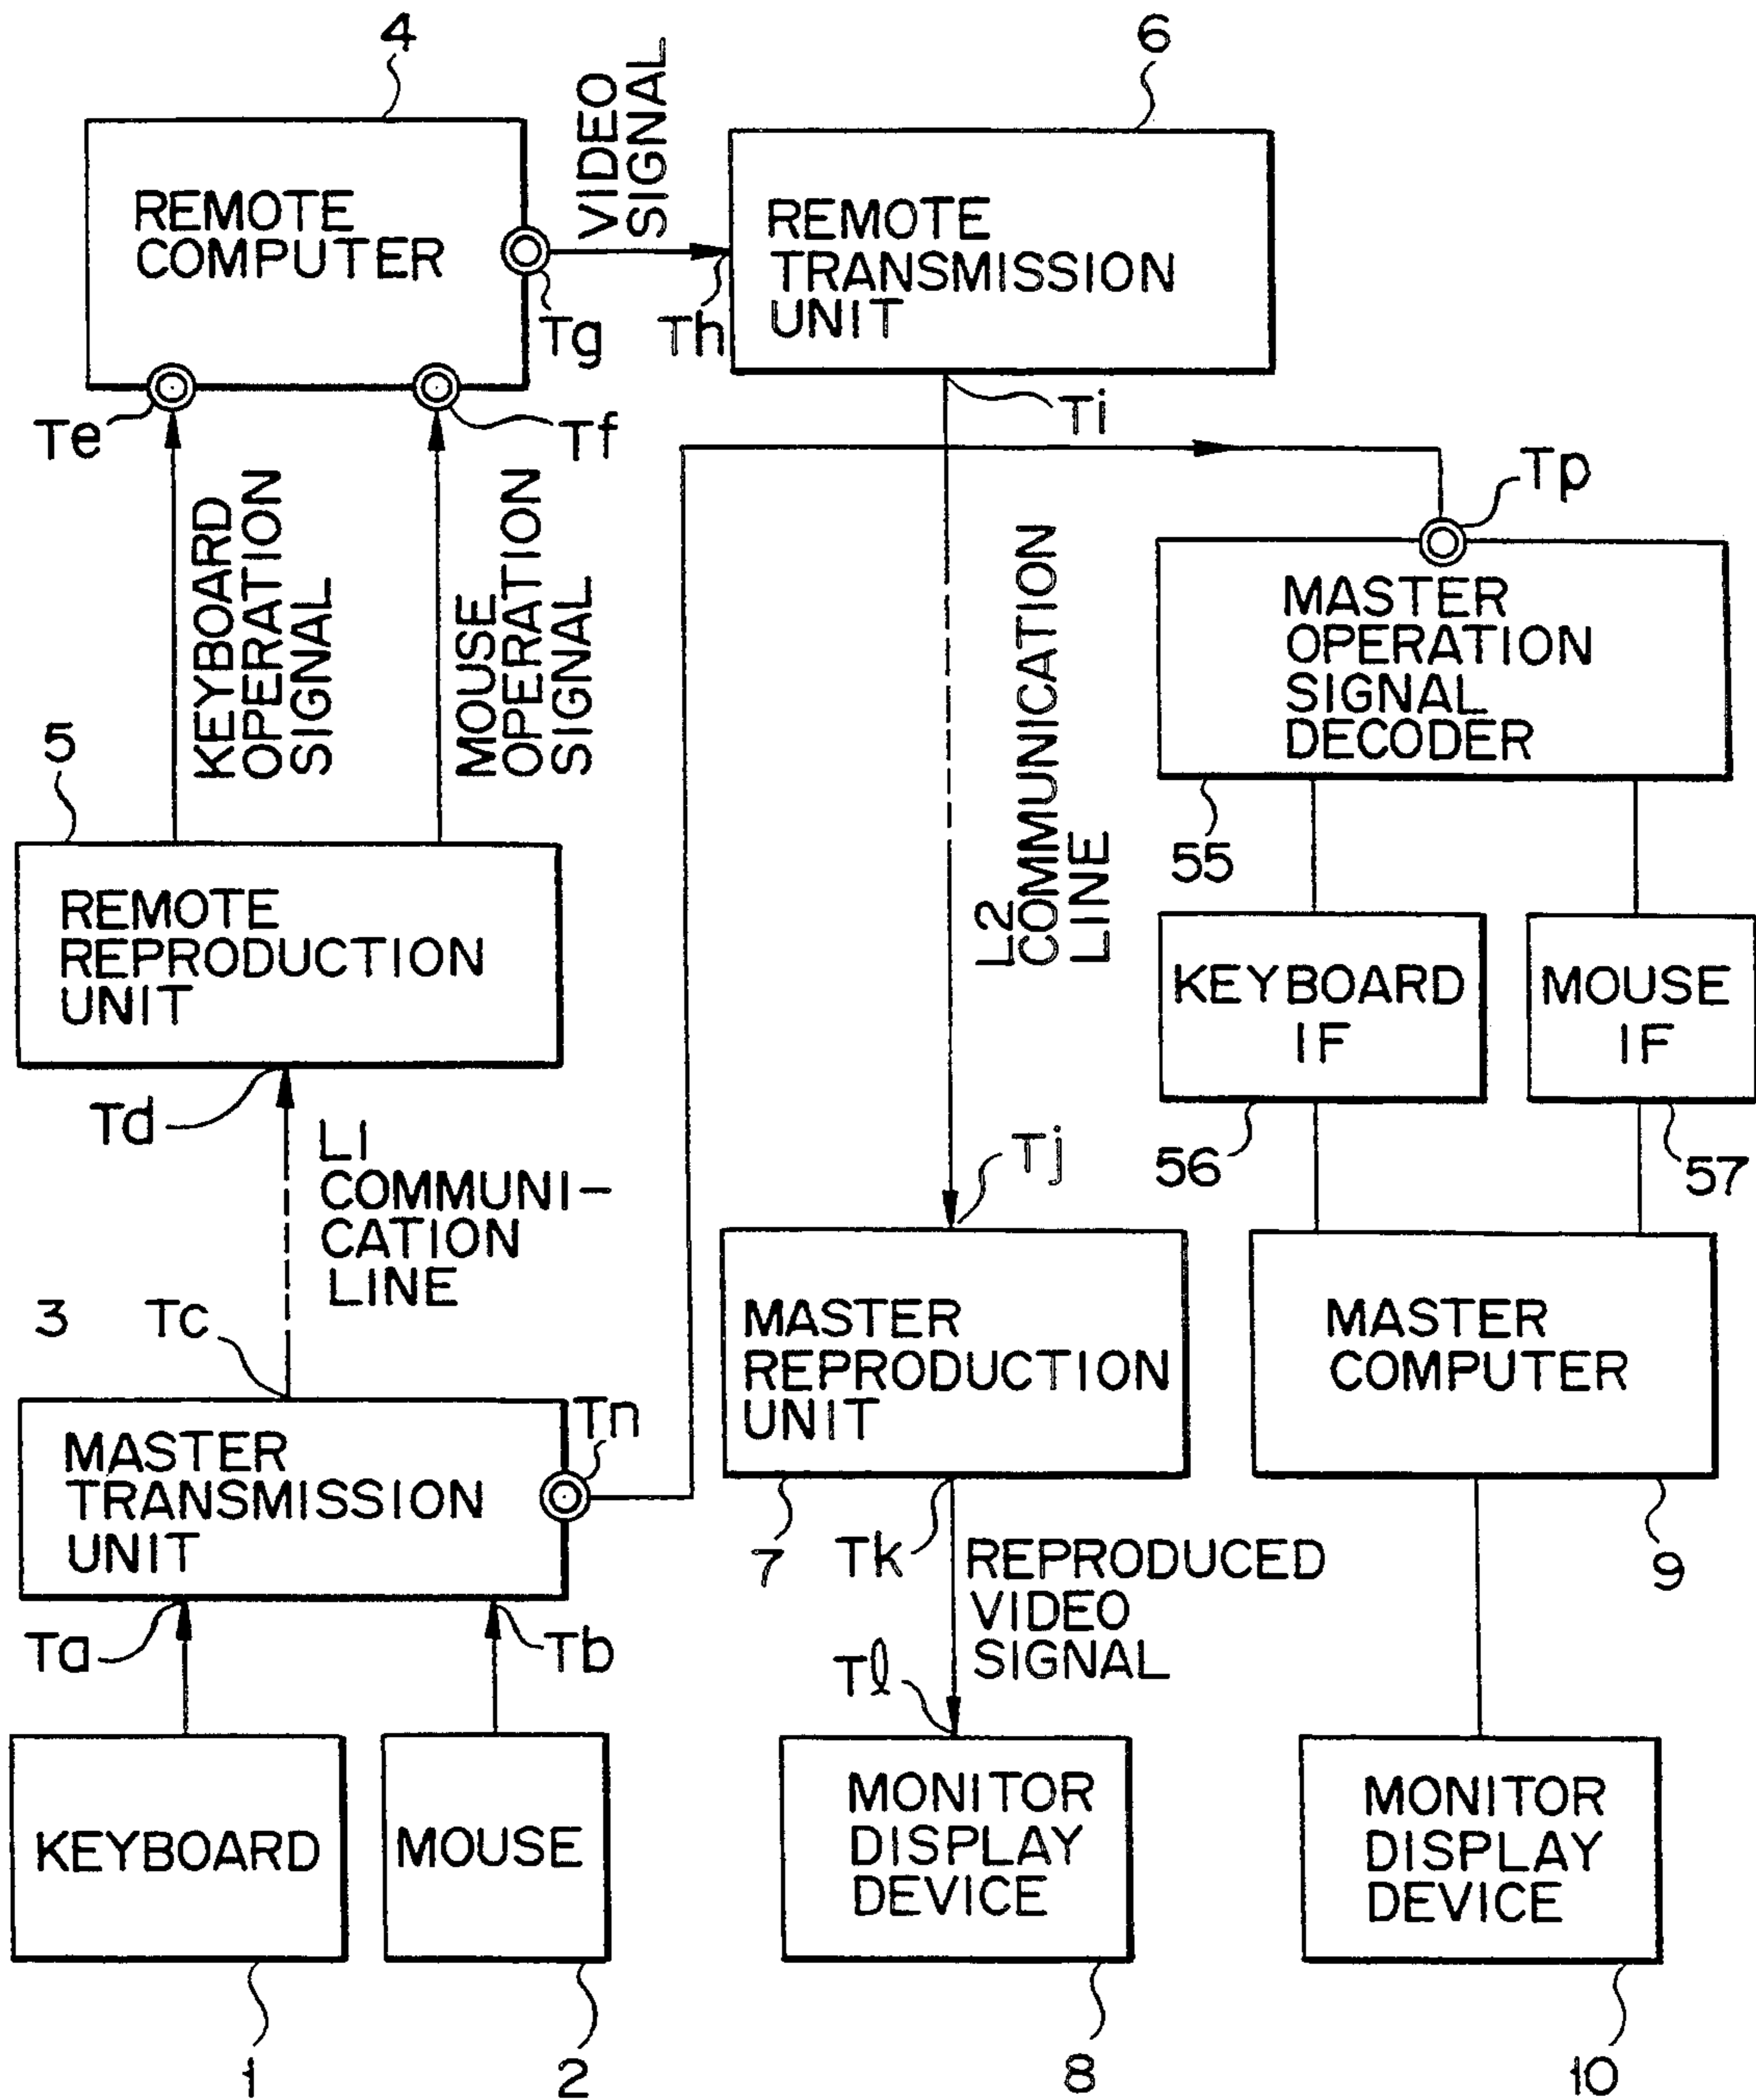 4
6
REMOTE
COMPUTER
VIDEO
SIGNAL
REMOTE
TRANSMISSION
UNIT
Tg
Th
Te
Tf
Ti
Tp
KEYBOARD
OPERATION
SIGNAL
MOUSE
OPERATION
SIGNAL
L2
COMMUNICATION
LINE
MASTER
OPERATION
SIGNAL
DECODER
5
55
REMOTE
REPRODUCTION
UNIT
KEYBOARD
IF
MOUSE
IF
Td
L1
COMMUNI-
CATION
LINE
Tj
56
57
3
Tc
MASTER
REPRODUCTION
UNIT
MASTER
COMPUTER
MASTER
TRANSMISSION
UNIT
Tn
7
Tk
REPRODUCED
VIDEO
SIGNAL
9
Ta
Tb
Tl
KEYBOARD
MOUSE
MONITOR
DISPLAY
DEVICE
MONITOR
DISPLAY
DEVICE
1
2
8
10